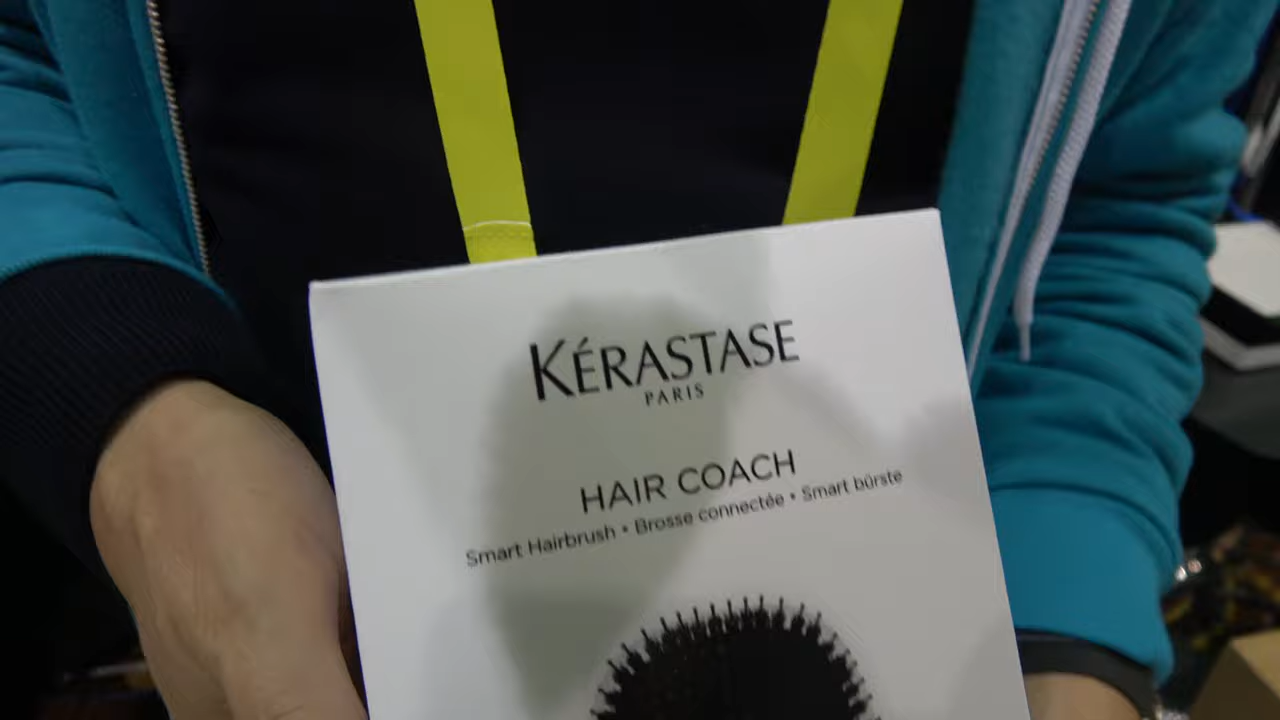 KÉRASTASE
PARIS
HAIR COACH
Smart Hairbrush • Brosse connectée • Smart bürste